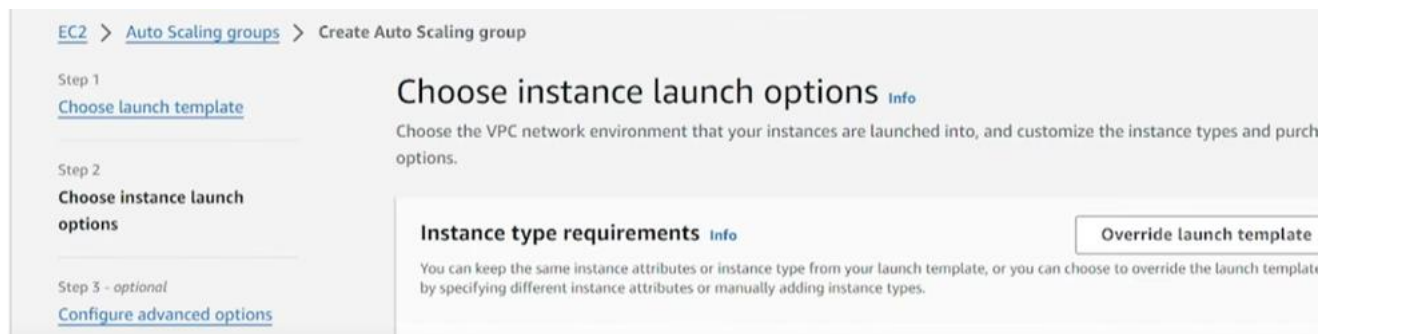 EC2 > Auto Scaling groups > Create Auto Scaling group
Step 1
Choose launch template
Step 2
Choose instance launch
options
Step 3 - optional
Configure advanced options
Choose instance launch options Info
Choose the VPC network environment that your instances are launched into, and customize the instance types and purch
options.
Instance type requirements Info
Override launch template
You can keep the same instance attributes or instance type from your launch template, or you can choose to override the launch template
by specifying different instance attributes or manually adding instance types.